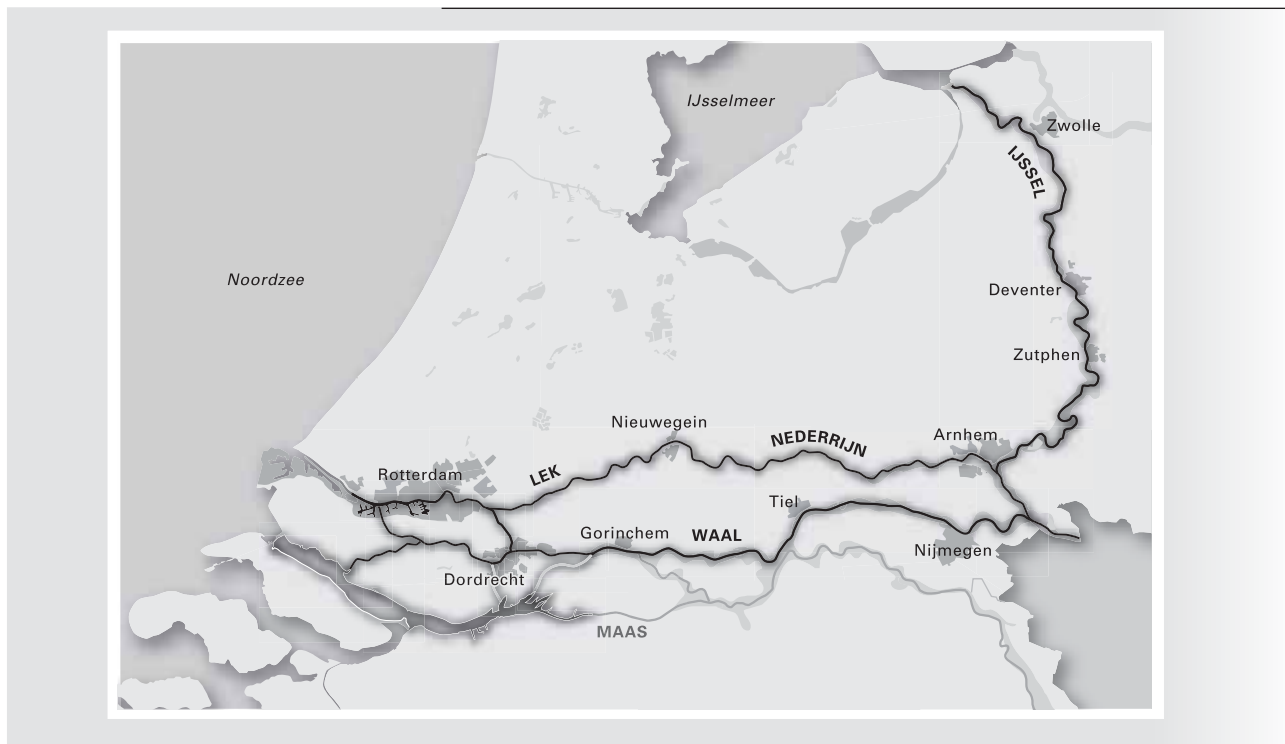 IJsselmeer
Zwolle
IJSSEL
Noordzee
Deventer
Zutphen
Nieuwegein
NEDERRIJN
Arnhem
Rotterdam
LEK
Tiel
Gorinchem
WAAL
Nijmegen
Dordrecht
MAAS